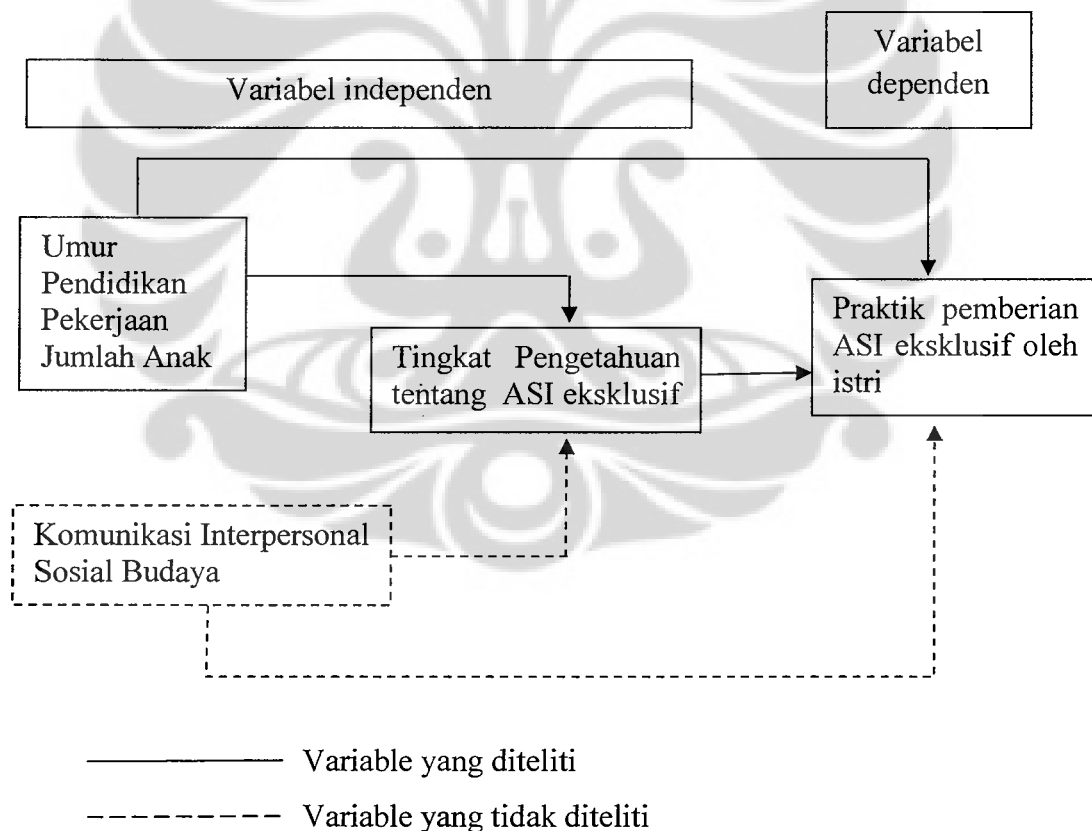 Variabel independen
Variabel
dependen
Umur
Pendidikan
Pekerjaan
Jumlah Anak
Tingkat Pengetahuan
tentang ASI eksklusif
Praktik pemberian
ASI eksklusif oleh
istri
Komunikasi Interpersonal
Sosial Budaya
Variable yang diteliti
Variable yang tidak diteliti